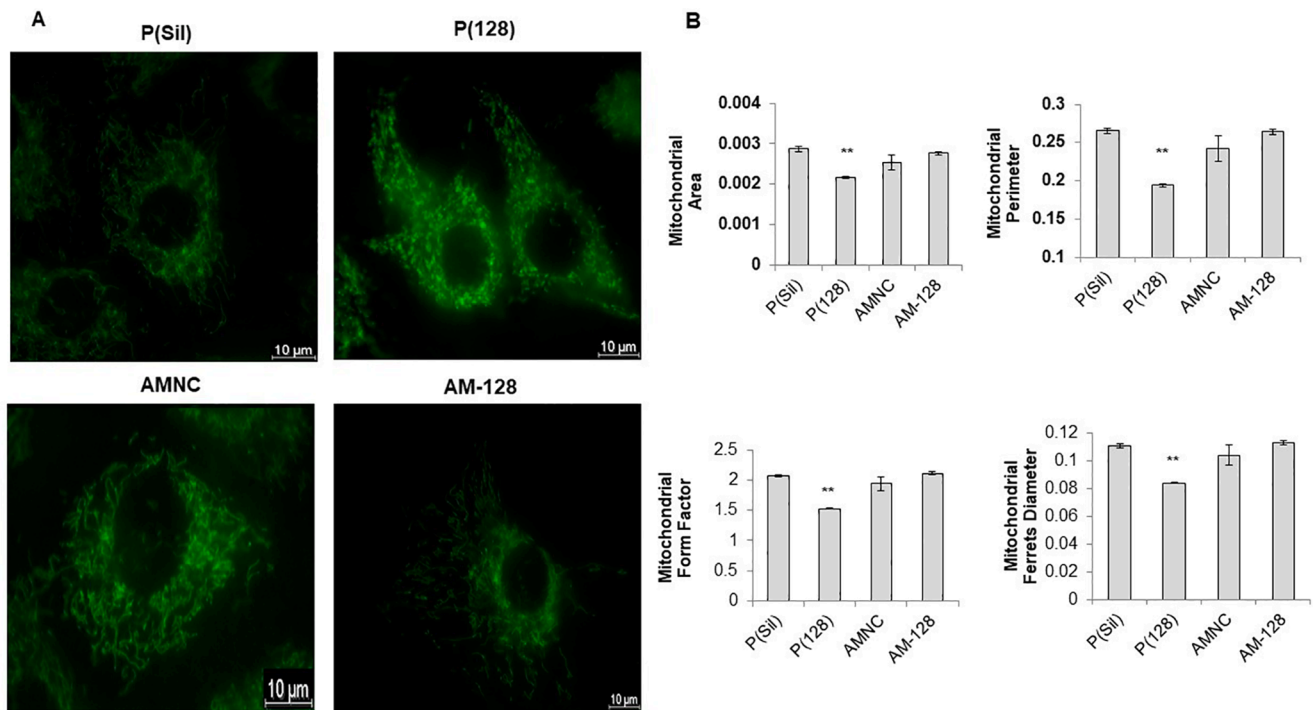 A
P(Sil)
P(128)
10 µm
10 µm
AMNC
AM-128
10 µm
10 µm
B
Mitochondrial
Area
0.004
0.003
0.002
0.001
0
**
P(Sil)
P(128)
AMNC
AM-128
Mitochondrial
Perimeter
0.3
0.25
0.2
0.15
0.1
**
P(Sil)
P(128)
AMNC
AM-128
Mitochondrial
Form Factor
2.5
2
1.5
1
0.5
0
**
P(Sil)
P(128)
AMNC
AM-128
Mitochondrial
Ferrets Diameter
0.12
0.1
0.08
0.06
0.04
0.02
0
**
P(Sil)
P(128)
AMNC
AM-128